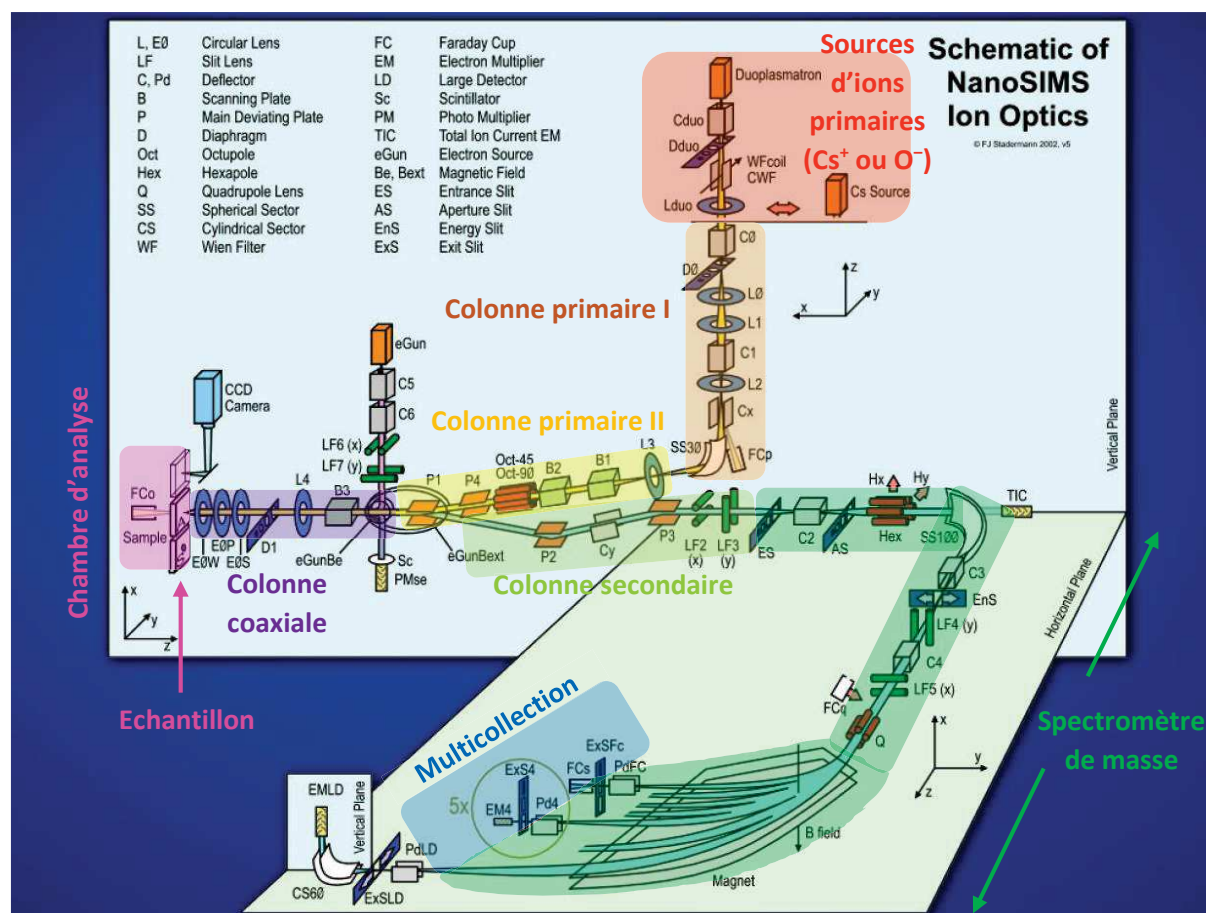 Schematic of
NanoSIMS
Ion Optics
© FJ Stadermann 2002, v5
L, EØ Circular Lens
LF Slit Lens
C, Pd Deflector
B Scanning Plate
P Main Deviating Plate
D Diaphragm
Oct Octupole
Hex Hexapole
Q Quadrupole Lens
SS Spherical Sector
CS Cylindrical Sector
WF Wien Filter
FC Faraday Cup
EM Electron Multiplier
LD Large Detector
Sc Scintillator
PM Photo Multiplier
TIC Total Ion Current EM
eGun Electron Source
Be, Bext Magnetic Field
ES Entrance Slit
AS Aperture Slit
EnS Energy Slit
ExS Exit Slit
Sources
d'ions
primaires
(Cs⁺ ou O⁻)
Duoplasmatron
Cduo
Dduo
WFcoil
CWF
Lduo
Cs Source
CØ
DØ
LØ
L1
C1
L2
Cx
SS30
FCp
z
y
x
Colonne primaire I
Vertical Plane
eGun
C5
C6
LF6 (x)
LF7 (y)
CCD
Camera
Chambre d'analyse
Colonne primaire II
L3
B1
B2
Oct-45
Oct-90
P4
P1
B3
L4
FCo
Sample
EØW
EØP
EØS
D1
eGunBe
eGunBext
Sc
PMse
P2
Cy
P3
LF2
(x)
LF3
(y)
ES
C2
AS
Hx
Hy
Hex
SS100
TIC
Colonne
coaxiale
Colonne secondaire
x
y
z
C3
EnS
LF4 (y)
C4
LF5 (x)
FCq
Q
Horizontal Plane
Echantillon
Spectromètre
de masse
x
y
z
Multicollection
ExSFc
FCs
PdFC
ExS4
5x
EM4
Pd4
B field
Magnet
EMLD
Vertical Plane
PdLD
CS60
ExSLD